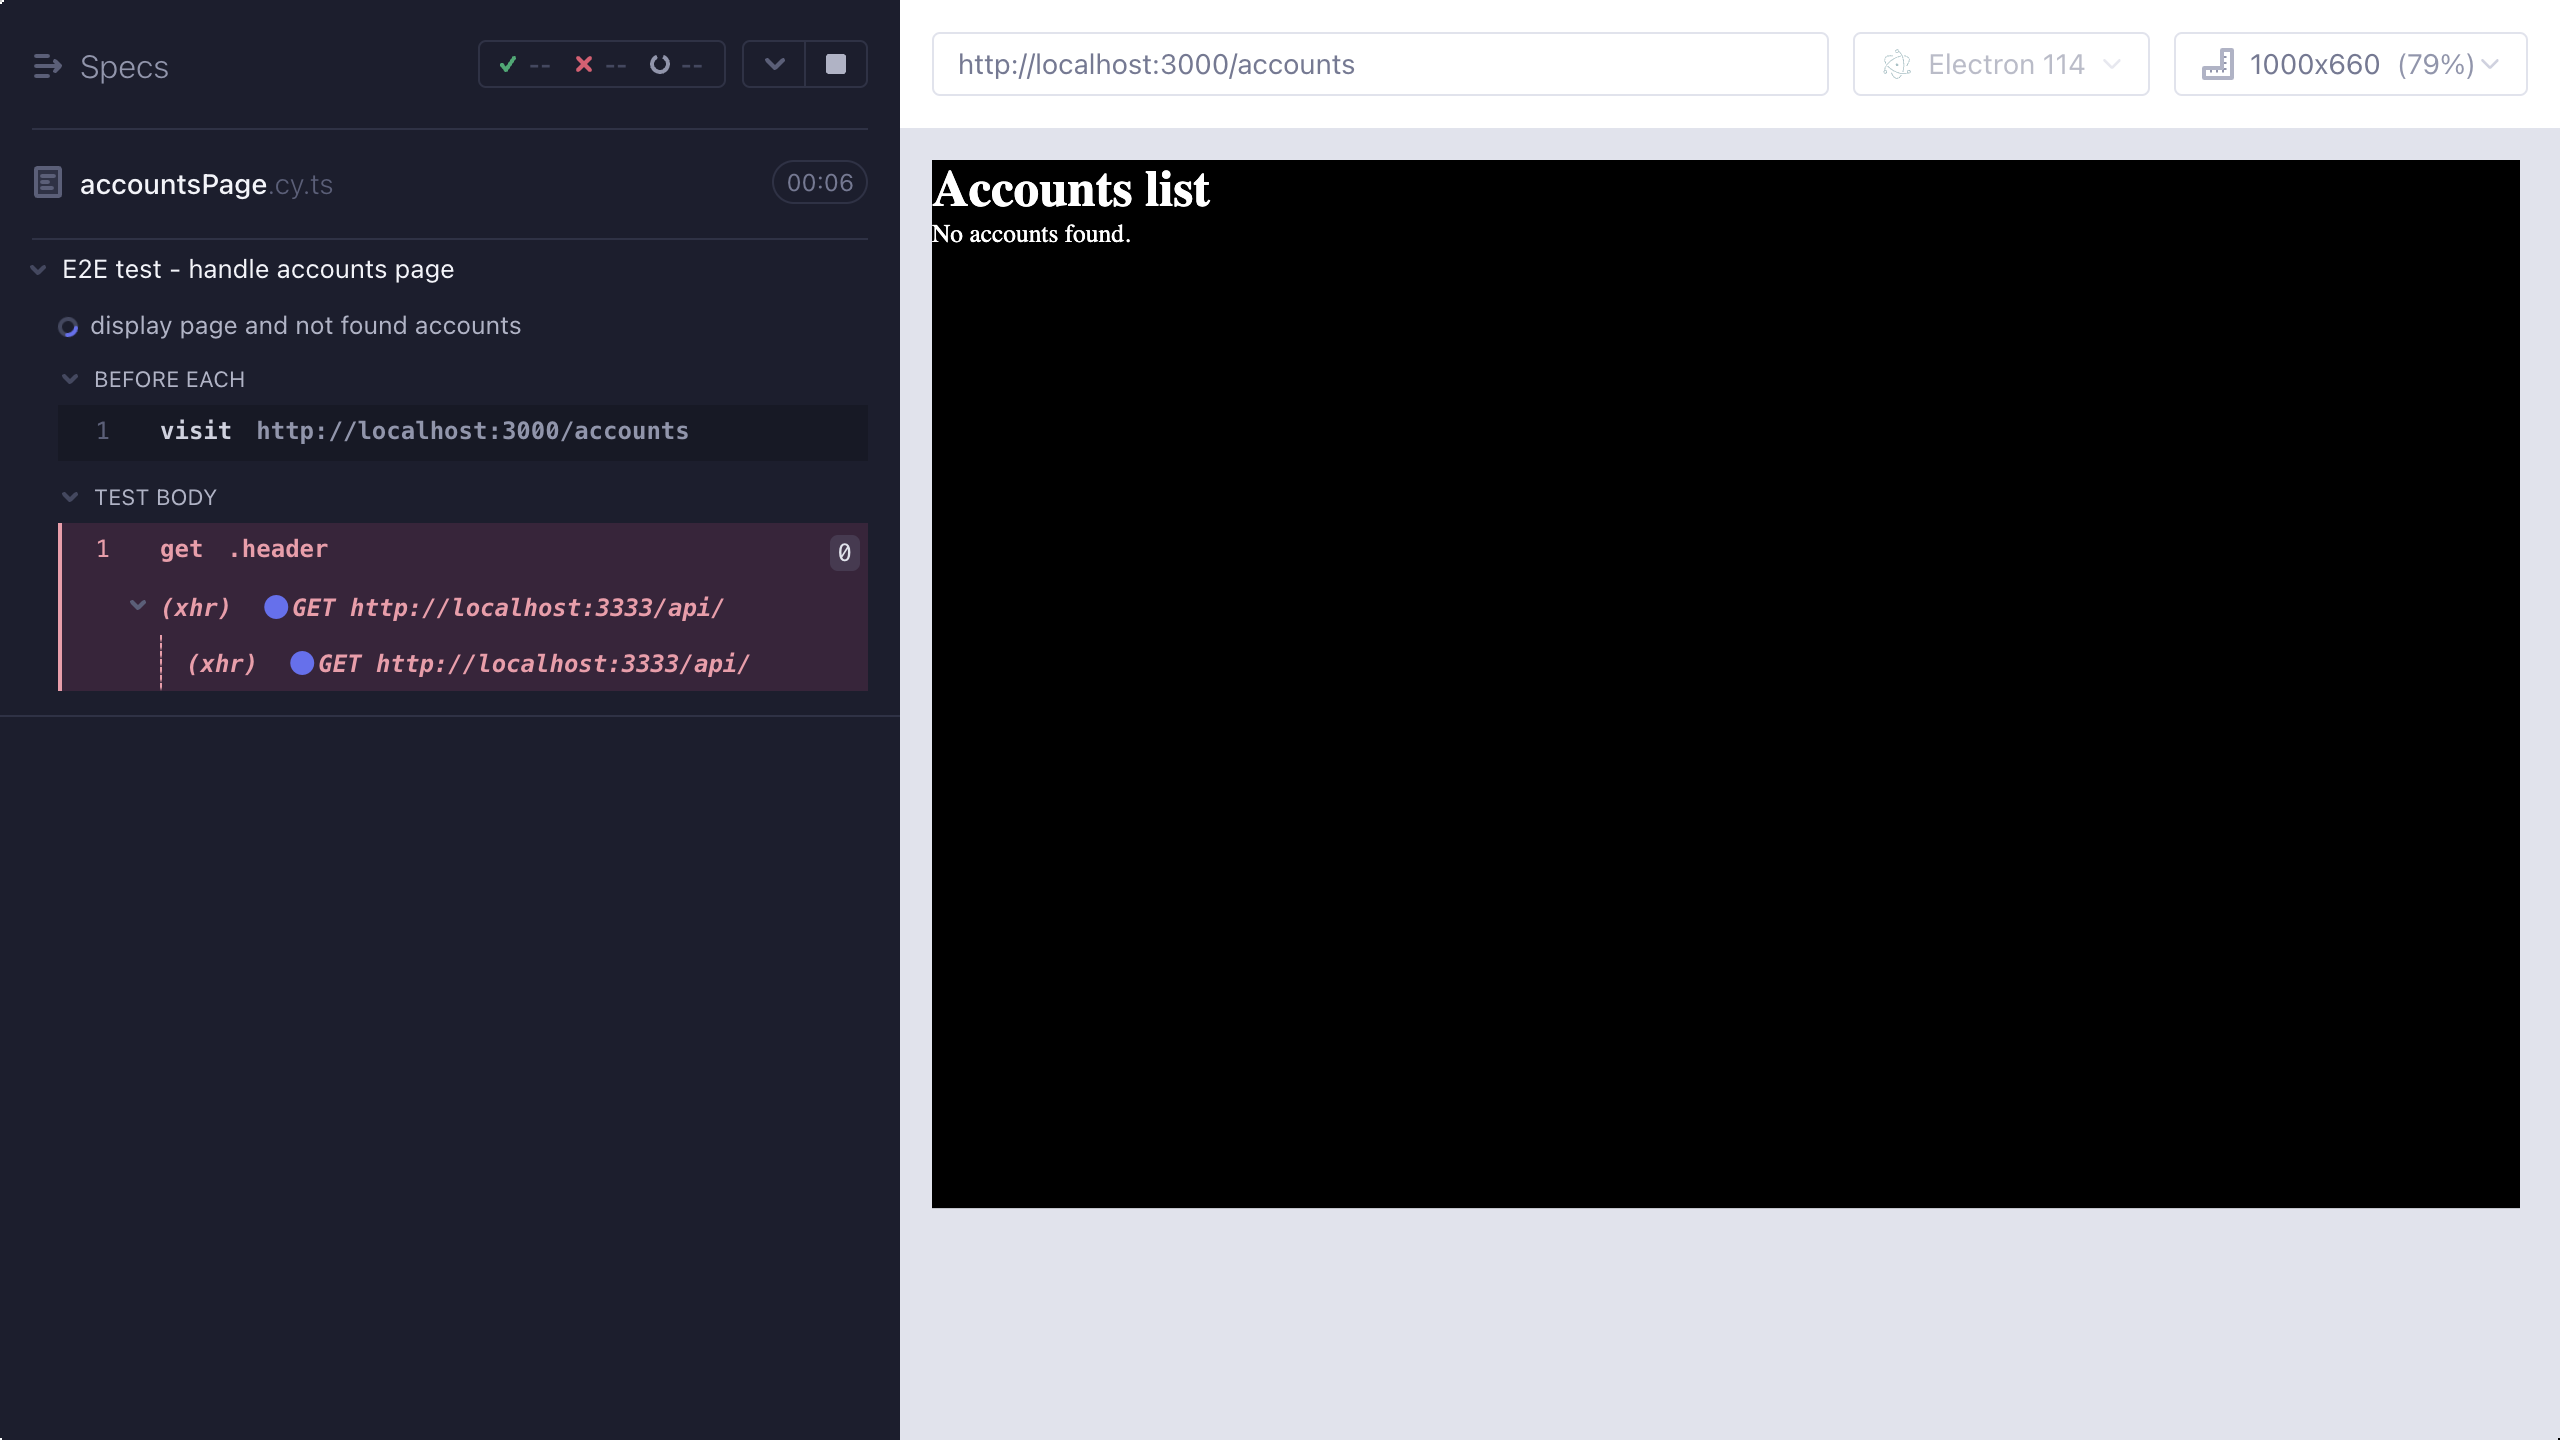 Specs
-- -- --
accountsPage.cy.ts
00:06
E2E test - handle accounts page
display page and not found accounts
BEFORE EACH
1 visit http://localhost:3000/accounts
TEST BODY
1 get .header 0
(xhr) GET http://localhost:3333/api/
(xhr) GET http://localhost:3333/api/
http://localhost:3000/accounts
Electron 114
1000x660 (79%)
Accounts list
No accounts found.